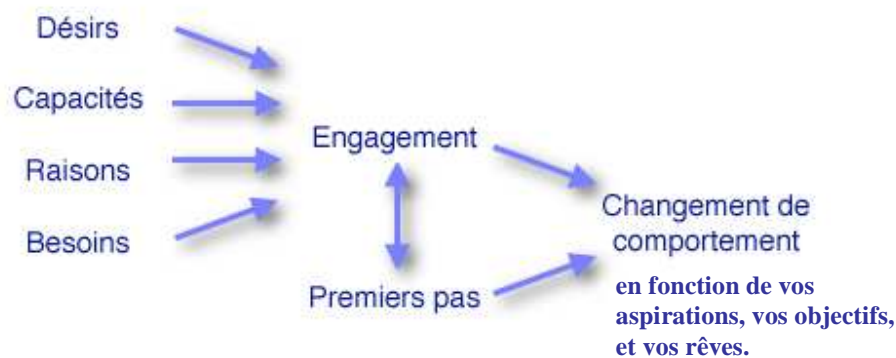 Désirs
Capacités
Raisons
Besoins
Engagement
Premiers pas
Changement de
comportement
en fonction de vos
aspirations, vos objectifs,
et vos rêves.